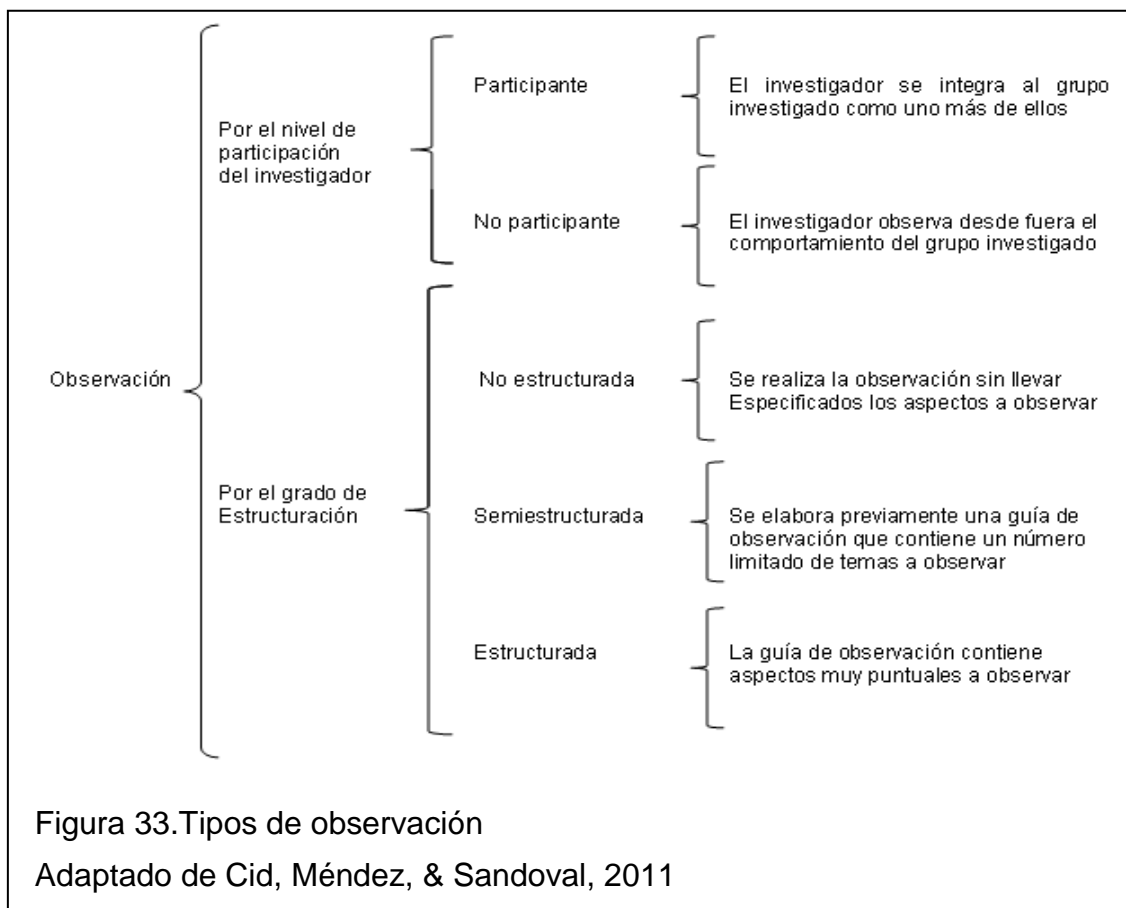 Observación
Por el nivel de
participación
del investigador
Participante
El investigador se integra al grupo
investigado como uno más de ellos
No participante
El investigador observa desde fuera el
comportamiento del grupo investigado
Por el grado de
Estructuración
No estructurada
Se realiza la observación sin llevar
Especificados los aspectos a observar
Semiestructurada
Se elabora previamente una guía de
observación que contiene un número
limitado de temas a observar
Estructurada
La guía de observación contiene
aspectos muy puntuales a observar
Figura 33.Tipos de observación
Adaptado de Cid, Méndez, & Sandoval, 2011